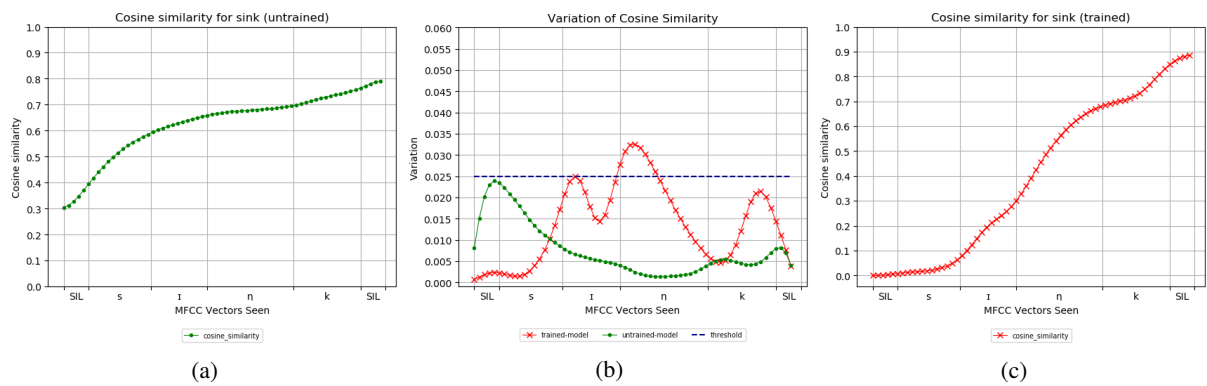 Cosine similarity for sink (untrained)
1.0
0.9
0.8
0.7
0.6
0.5
0.4
0.3
0.2
0.1
0.0
Cosine similarity
SIL s ɪ η k SIL
MFCC Vectors Seen
cosine_similarity
(a)
Variation of Cosine Similarity
0.060
0.055
0.050
0.045
0.040
0.035
0.030
0.025
0.020
0.015
0.010
0.005
0.000
Variation
SIL s ɪ η k SIL
MFCC Vectors Seen
trained-model untrained-model threshold
(b)
Cosine similarity for sink (trained)
1.0
0.9
0.8
0.7
0.6
0.5
0.4
0.3
0.2
0.1
0.0
Cosine similarity
SIL s ɪ η k SIL
MFCC Vectors Seen
cosine_similarity
(c)